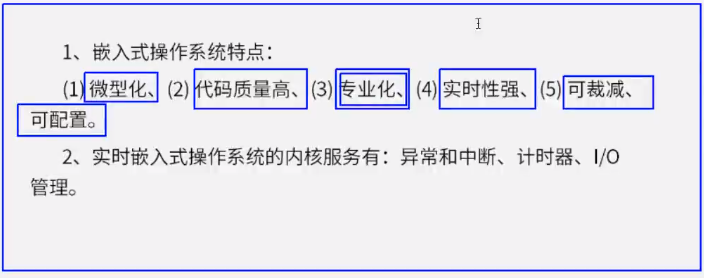 1、嵌入式操作系统特点：
(1) 微型化、(2) 代码质量高、(3) 专业化、(4) 实时性强、(5) 可裁减、
可配置。
2、实时嵌入式操作系统的内核服务有：异常和中断、计时器、I/O
管理。